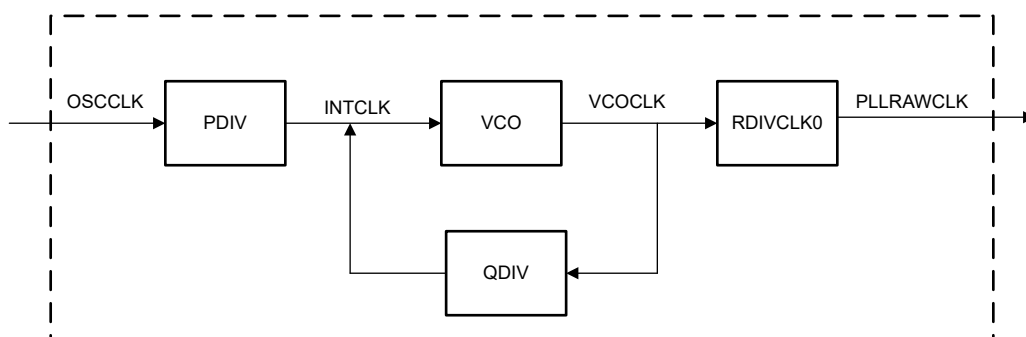 OSCCLK
PDIV
INTCLK
VCO
VCOCLK
RDIVCLK0
PLLRAWCLK
QDIV